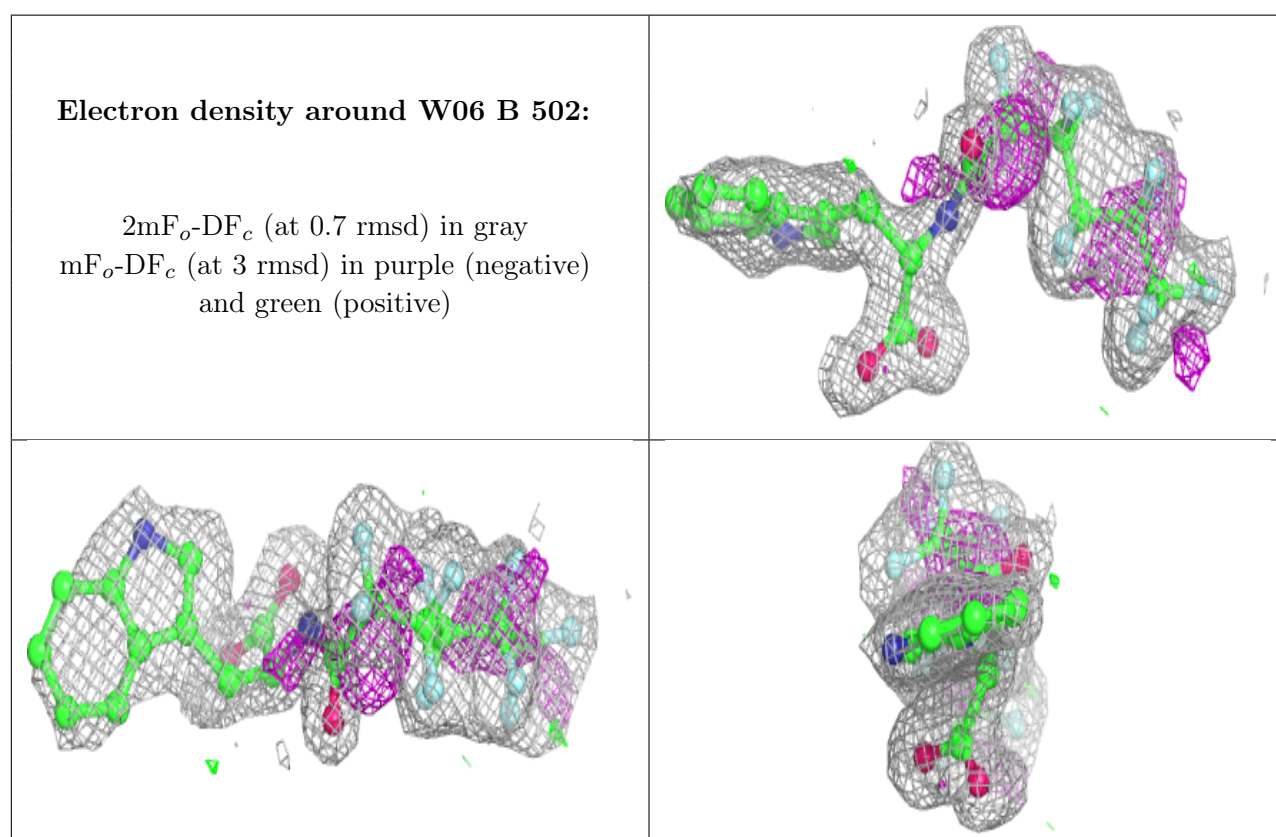 Electron density around W06 B 502:
2mFo-DFc (at 0.7 rmsd) in gray
mFo-DFc (at 3 rmsd) in purple (negative)
and green (positive)